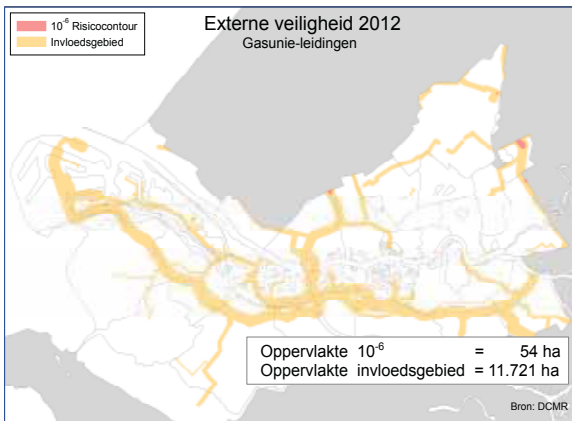 Externe veiligheid 2012
Gasunie-leidingen
10-6 Risicocontour
Invloedsgebied
Oppervlakte 10-6 = 54 ha
Oppervlakte invloedsgebied = 11.721 ha
Bron: DCMR